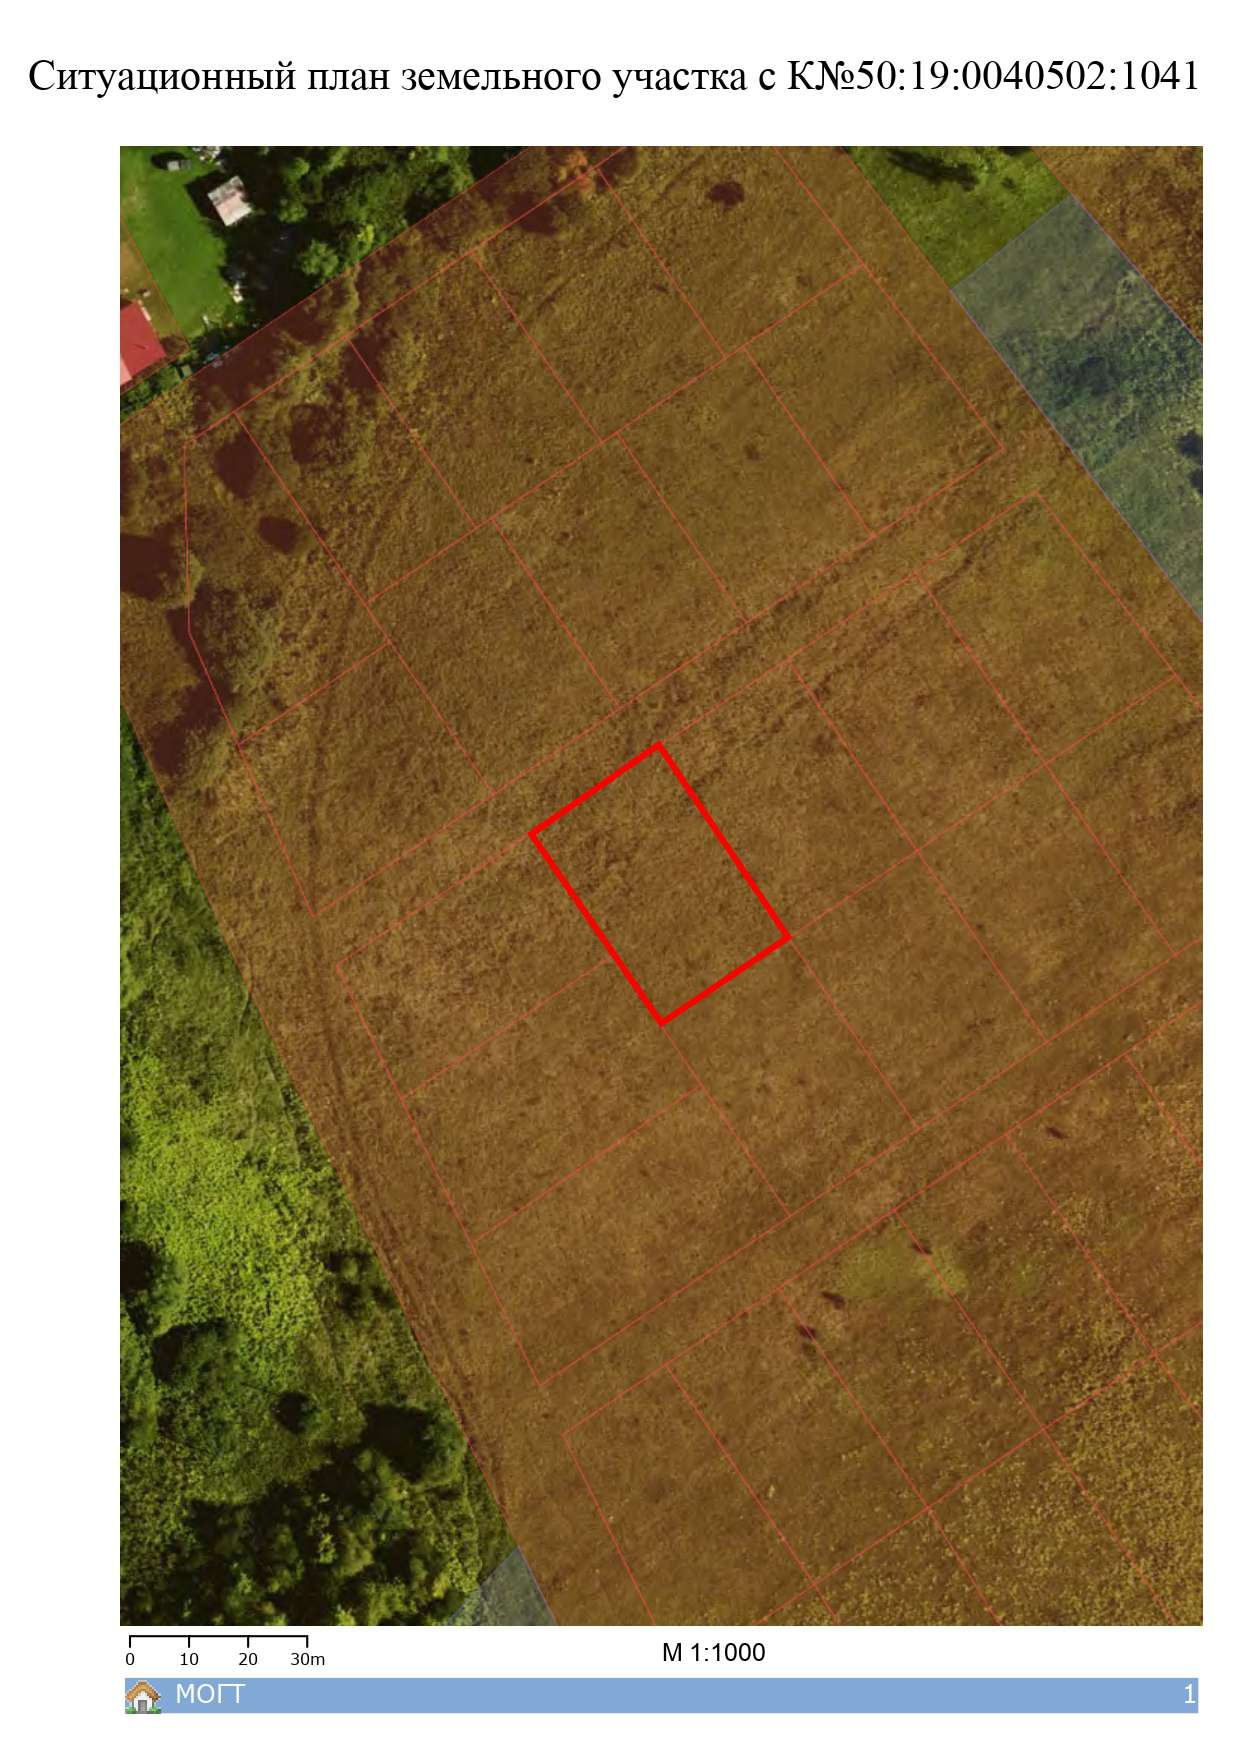 Ситуационный план земельного участка с К№50:19:0040502:1041
0 10 20 30m
М 1:1000
МОГТ 1